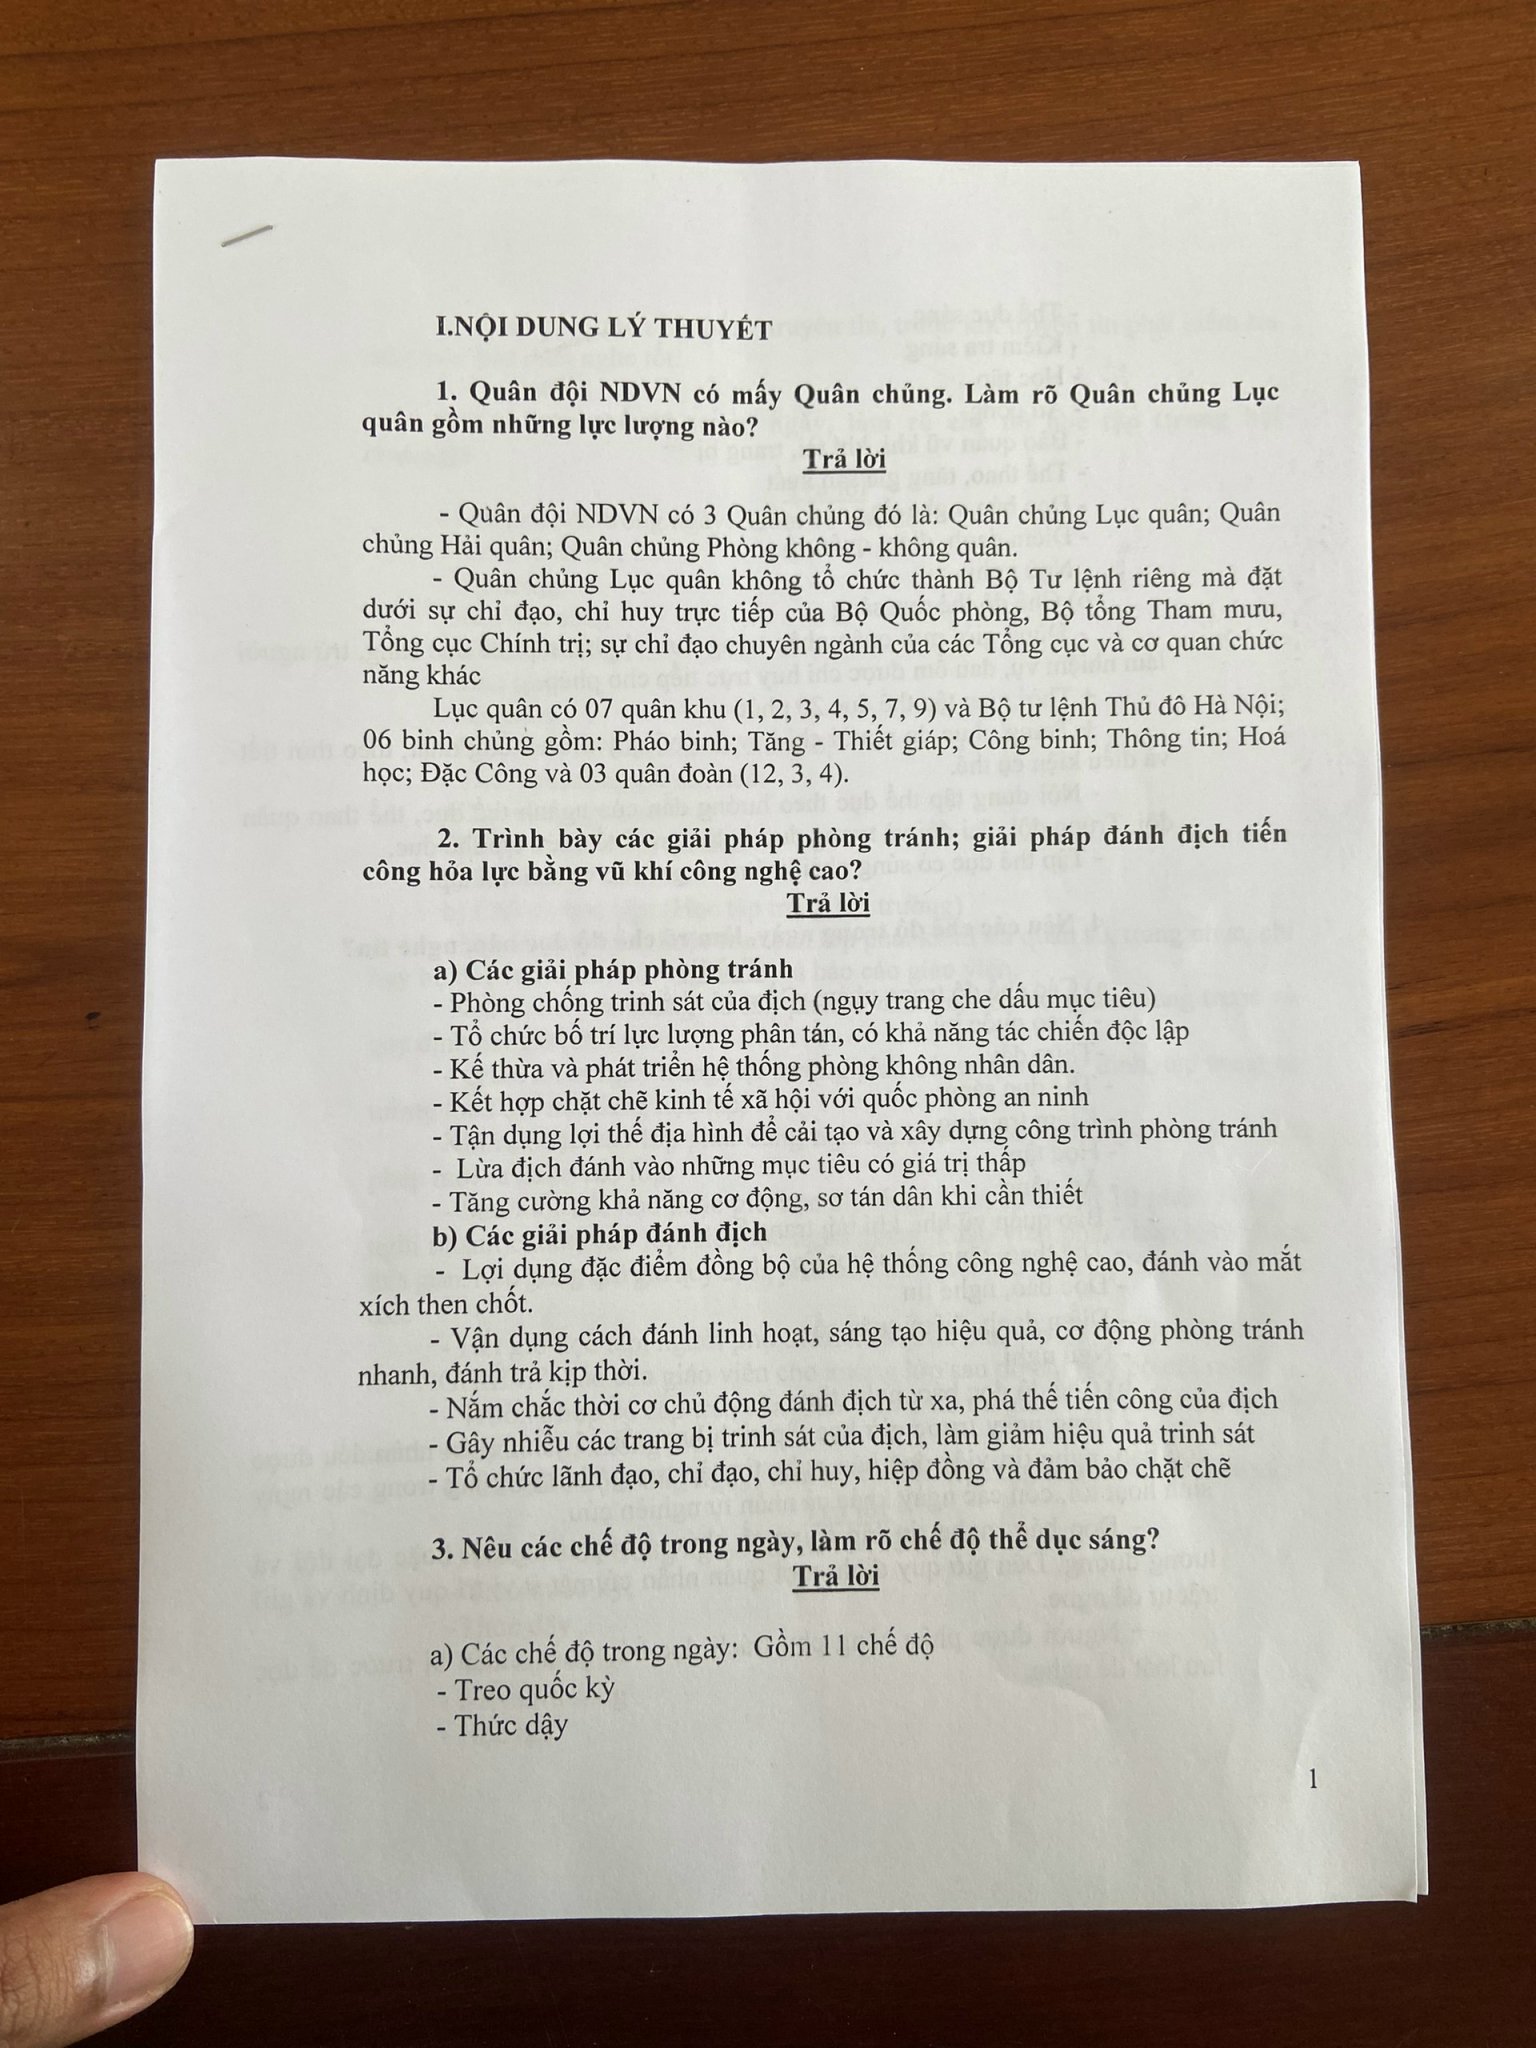 I.NỘI DUNG LÝ THUYẾT
1. Quân đội NDVN có mấy Quân chủng. Làm rõ Quân chủng Lục
quân gồm những lực lượng nào?
Trả lời
- Quân đội NDVN có 3 Quân chủng đó là: Quân chủng Lục quân; Quân
chủng Hải quân; Quân chủng Phòng không - không quân.
- Quân chủng Lục quân không tổ chức thành Bộ Tư lệnh riêng mà đặt
dưới sự chỉ đạo, chỉ huy trực tiếp của Bộ Quốc phòng, Bộ tổng Tham mưu,
Tổng cục Chính trị; sự chỉ đạo chuyên ngành của các Tổng cục và cơ quan chức
năng khác
Lục quân có 07 quân khu (1, 2, 3, 4, 5, 7, 9) và Bộ tư lệnh Thủ đô Hà Nội;
06 binh chủng gồm: Pháo binh; Tăng - Thiết giáp; Công binh; Thông tin; Hoá
học; Đặc Công và 03 quân đoàn (12, 3, 4).
2. Trình bày các giải pháp phòng tránh; giải pháp đánh địch tiến
công hỏa lực bằng vũ khí công nghệ cao?
Trả lời
a) Các giải pháp phòng tránh
- Phòng chống trinh sát của địch (ngụy trang che dấu mục tiêu)
- Tổ chức bố trí lực lượng phân tán, có khả năng tác chiến độc lập
- Kế thừa và phát triển hệ thống phòng không nhân dân.
- Kết hợp chặt chẽ kinh tế xã hội với quốc phòng an ninh
- Tận dụng lợi thế địa hình để cải tạo và xây dựng công trình phòng tránh
- Lừa địch đánh vào những mục tiêu có giá trị thấp
- Tăng cường khả năng cơ động, sơ tán dân khi cần thiết
b) Các giải pháp đánh địch
- Lợi dụng đặc điểm đồng bộ của hệ thống công nghệ cao, đánh vào mắt
xích then chốt.
- Vận dụng cách đánh linh hoạt, sáng tạo hiệu quả, cơ động phòng tránh
nhanh, đánh trả kịp thời.
- Nắm chắc thời cơ chủ động đánh địch từ xa, phá thế tiến công của địch
- Gây nhiễu các trang bị trinh sát của địch, làm giảm hiệu quả trinh sát
- Tổ chức lãnh đạo, chỉ đạo, chỉ huy, hiệp đồng và đảm bảo chặt chẽ
3. Nêu các chế độ trong ngày, làm rõ chế độ thể dục sáng?
Trả lời
a) Các chế độ trong ngày: Gồm 11 chế độ
- Treo quốc kỳ
- Thức dậy
1